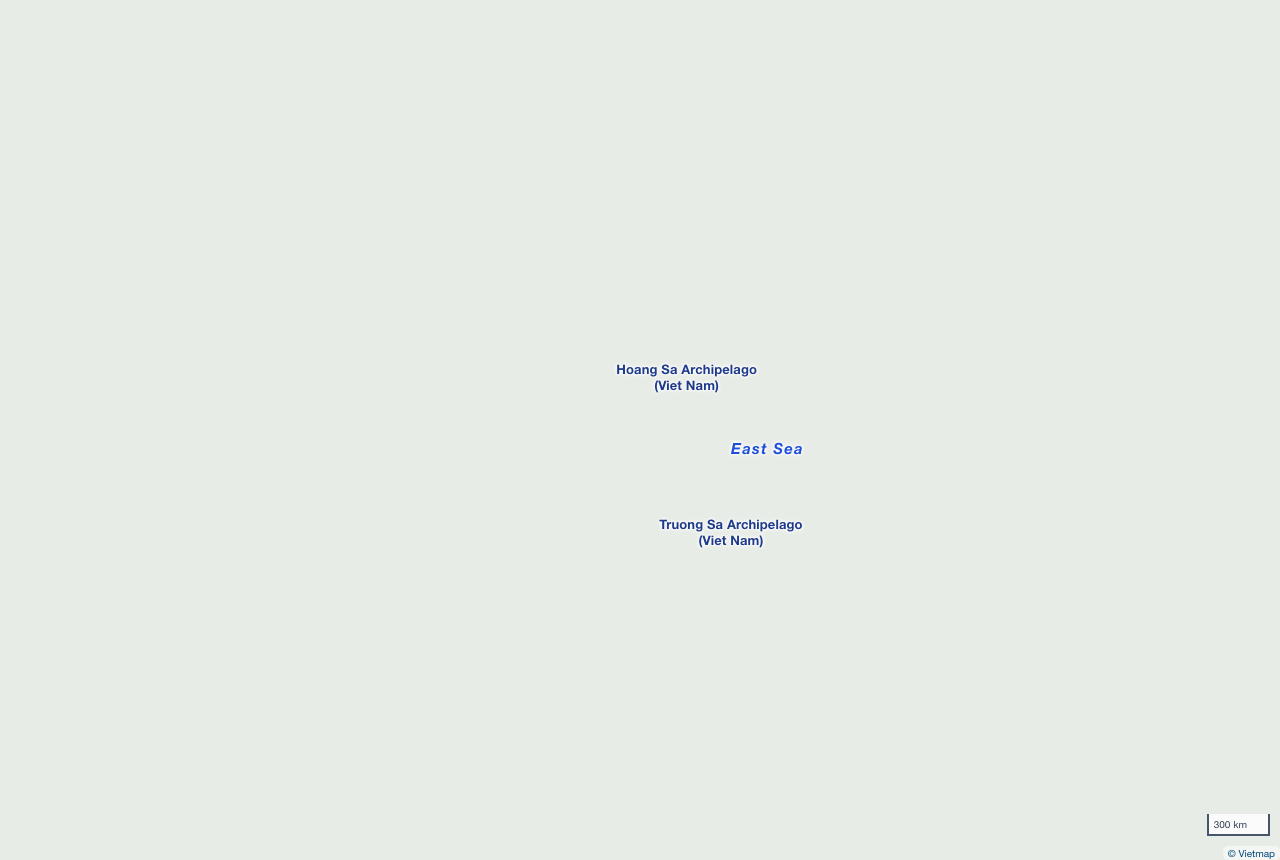 Hoang Sa Archipelago
(Viet Nam)
East Sea
Truong Sa Archipelago
(Viet Nam)
300 km
© Vietmap